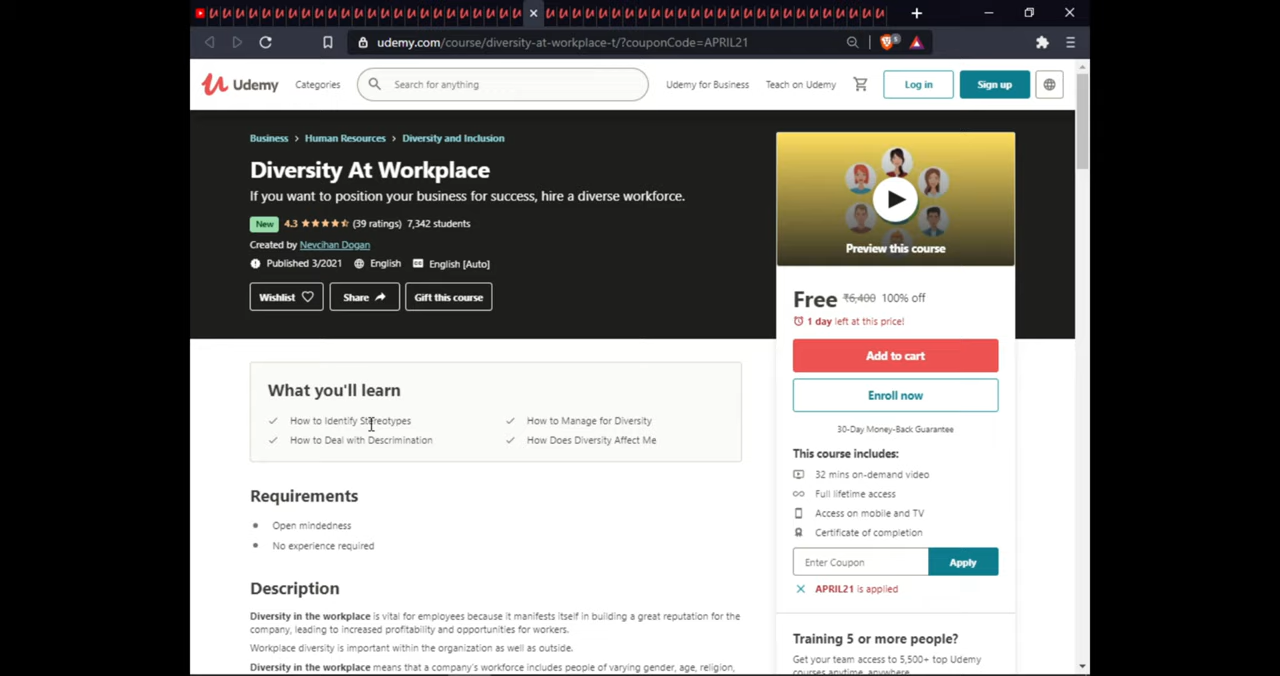 udemy.com/course/diversity-at-workplace-t/?couponCode=APRIL21
Udemy
Categories
Search for anything
Udemy for Business
Teach on Udemy
Log in
Sign up
Business > Human Resources > Diversity and Inclusion
Diversity At Workplace
If you want to position your business for success, hire a diverse workforce.
New 4.3 (39 ratings) 7,342 students
Created by Nevcihan Dogan
Published 3/2021 English English [Auto]
Wishlist
Share
Gift this course
Preview this course
Free ₹6,400 100% off
1 day left at this price!
Add to cart
Enroll now
30-Day Money-Back Guarantee
This course includes:
32 mins on-demand video
Full lifetime access
Access on mobile and TV
Certificate of completion
Enter Coupon
Apply
APRIL21 is applied
Training 5 or more people?
Get your team access to 5,500+ top Udemy
courses anytime, anywhere.
What you'll learn
How to Identify Stereotypes
How to Manage for Diversity
How to Deal with Descrimination
How Does Diversity Affect Me
Requirements
Open mindedness
No experience required
Description
Diversity in the workplace is vital for employees because it manifests itself in building a great reputation for the
company, leading to increased profitability and opportunities for workers.
Workplace diversity is important within the organization as well as outside.
Diversity in the workplace means that a company's workforce includes people of varying gender, age, religion,